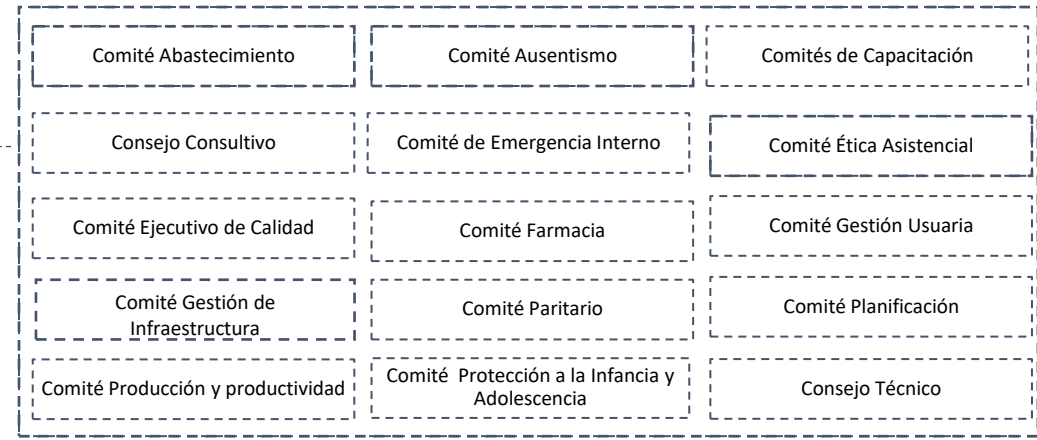 Comité Abastecimiento
Comité Ausentismo
Comités de Capacitación
Consejo Consultivo
Comité de Emergencia Interno
Comité Ética Asistencial
Comité Ejecutivo de Calidad
Comité Farmacia
Comité Gestión Usuaria
Comité Gestión de
Infraestructura
Comité Paritario
Comité Planificación
Comité Producción y productividad
Comité  Protección a la Infancia y
Adolescencia
Consejo Técnico